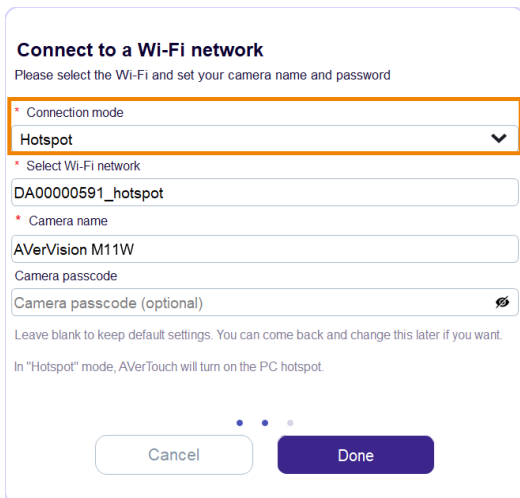 Connect to a Wi-Fi network
Please select the Wi-Fi and set your camera name and password
* Connection mode
Hotspot
* Select Wi-Fi network
DA00000591_hotspot
* Camera name
AVerVision M11W
Camera passcode
Camera passcode (optional)
Leave blank to keep default settings. You can come back and change this later if you want.
In "Hotspot" mode, AVerTouch will turn on the PC hotspot.
Cancel
Done